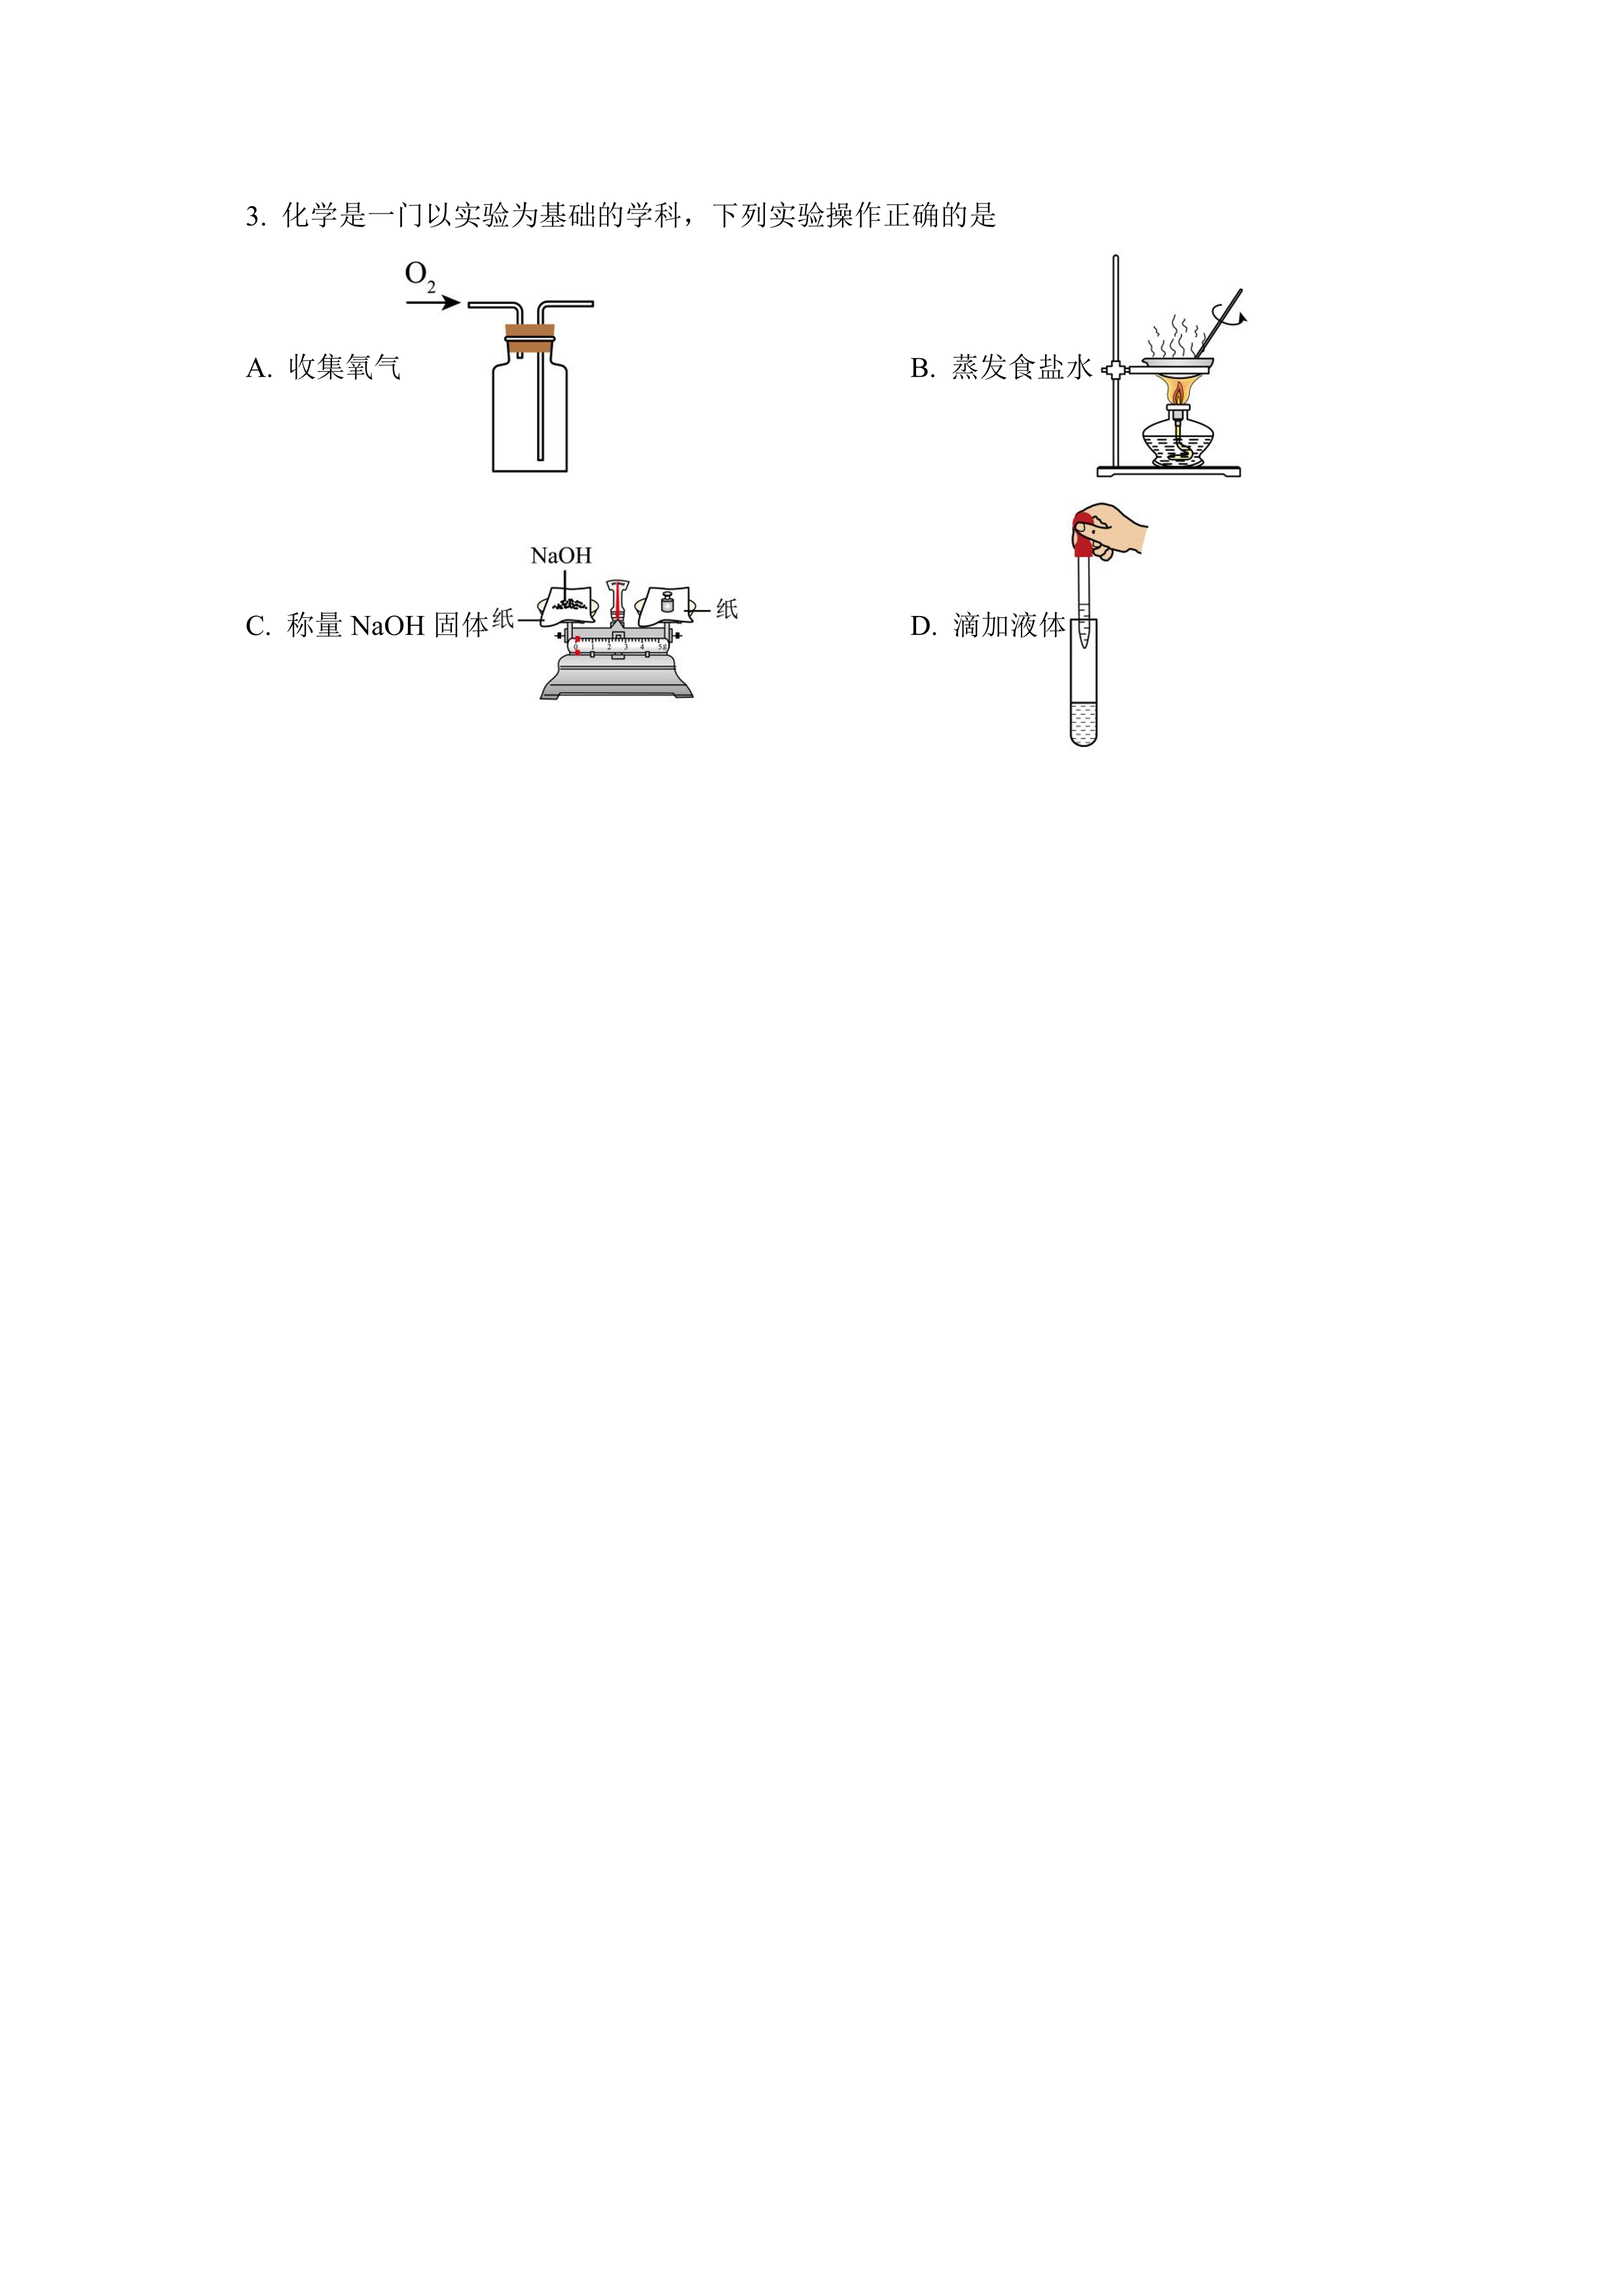 3. 化学是一门以实验为基础的学科，下列实验操作正确的是
O₂
A. 收集氧气
B. 蒸发食盐水
NaOH
C. 称量 NaOH 固体 纸 纸
0 1 2 3 4 5g
D. 滴加液体